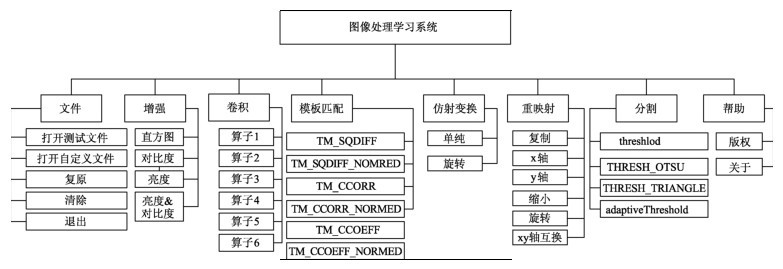 图像处理学习系统
文件
增强
卷积
模板匹配
仿射变换
重映射
分割
帮助
打开测试文件
打开自定义文件
复原
清除
退出
直方图
对比度
亮度
亮度&
对比度
算子1
算子2
算子3
算子4
算子5
算子6
TM_SQDIFF
TM_SQDIFF_NOMRED
TM_CCORR
TM_CCORR_NORMED
TM_CCOEFF
TM_CCOEFF_NORMED
单纯
旋转
复制
x轴
y轴
缩小
旋转
xy轴互换
threshlod
THRESH_OTSU
THRESH_TRIANGLE
adaptiveThreshold
版权
关于